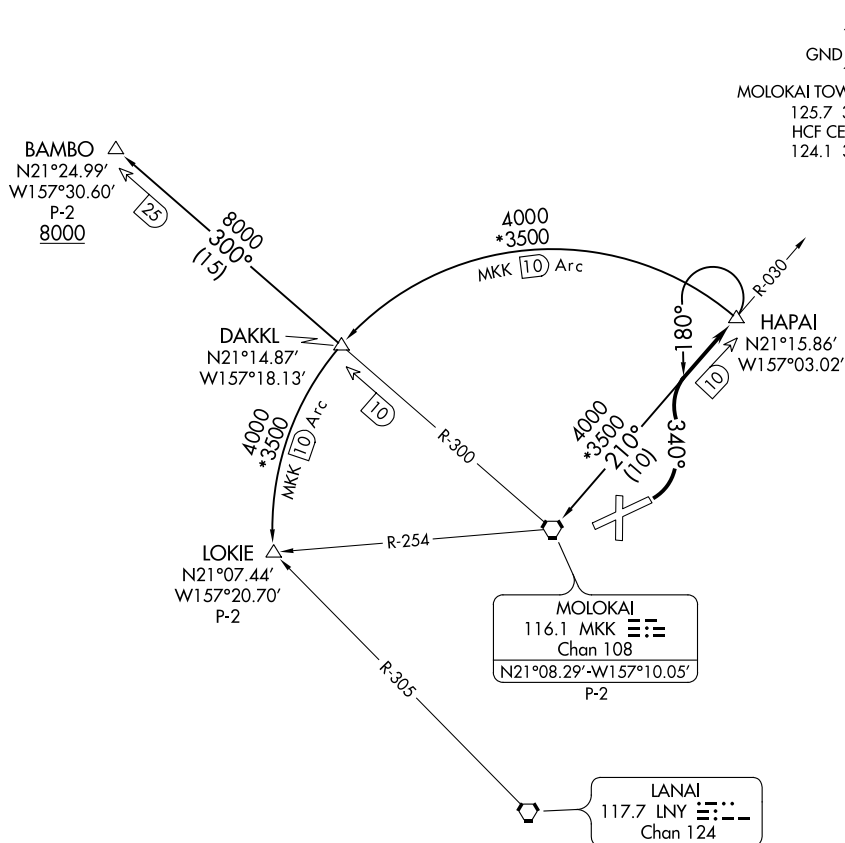 GND
MOLOKAI TOW
125.7 3
HCF CE
124.1 3
BAMBO
N21°24.99′
W157°30.60′
P-2
8000
25
8000
300°
(15)
4000
*3500
MKK 10 Arc
R-030
HAPAI
N21°15.86′
W157°03.02′
180°
10
340°
DAKKL
N21°14.87′
W157°18.13′
10
R-300
4000
*3500
210°
(10)
4000
*3500
MKK 10 Arc
R-254
LOKIE
N21°07.44′
W157°20.70′
P-2
MOLOKAI
116.1 MKK
Chan 108
N21°08.29′-W157°10.05′
P-2
R-305
LANAI
117.7 LNY
Chan 124